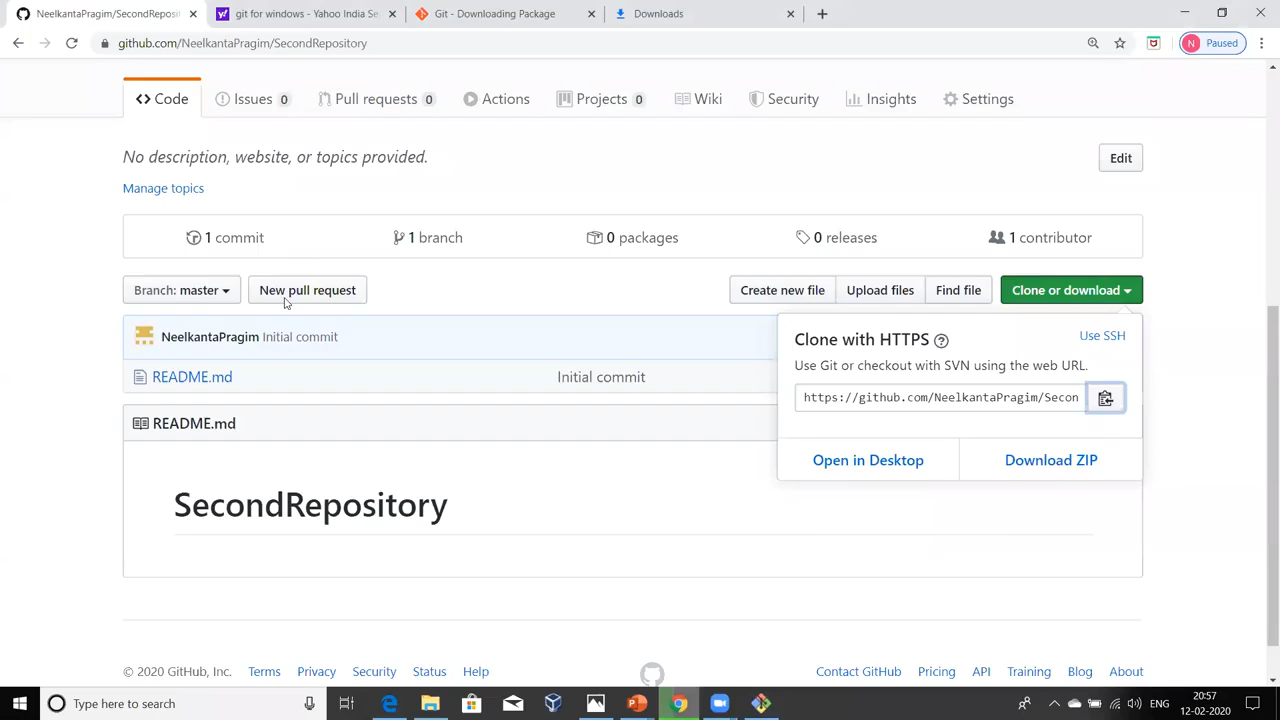 NeelkantaPragim/SecondReposit
git for windows - Yahoo India Se
Git - Downloading Package
Downloads
github.com/NeelkantaPragim/SecondRepository
N Paused
Code
Issues 0
Pull requests 0
Actions
Projects 0
Wiki
Security
Insights
Settings
No description, website, or topics provided.
Edit
Manage topics
1 commit
1 branch
0 packages
0 releases
1 contributor
Branch: master
New pull request
Create new file
Upload files
Find file
Clone or download
NeelkantaPragim Initial commit
README.md
Initial commit
Clone with HTTPS
Use SSH
Use Git or checkout with SVN using the web URL.
https://github.com/NeelkantaPragim/Secon
Open in Desktop
Download ZIP
README.md
SecondRepository
© 2020 GitHub, Inc.
Terms
Privacy
Security
Status
Help
Contact GitHub
Pricing
API
Training
Blog
About
Type here to search
ENG
20:57
12-02-2020